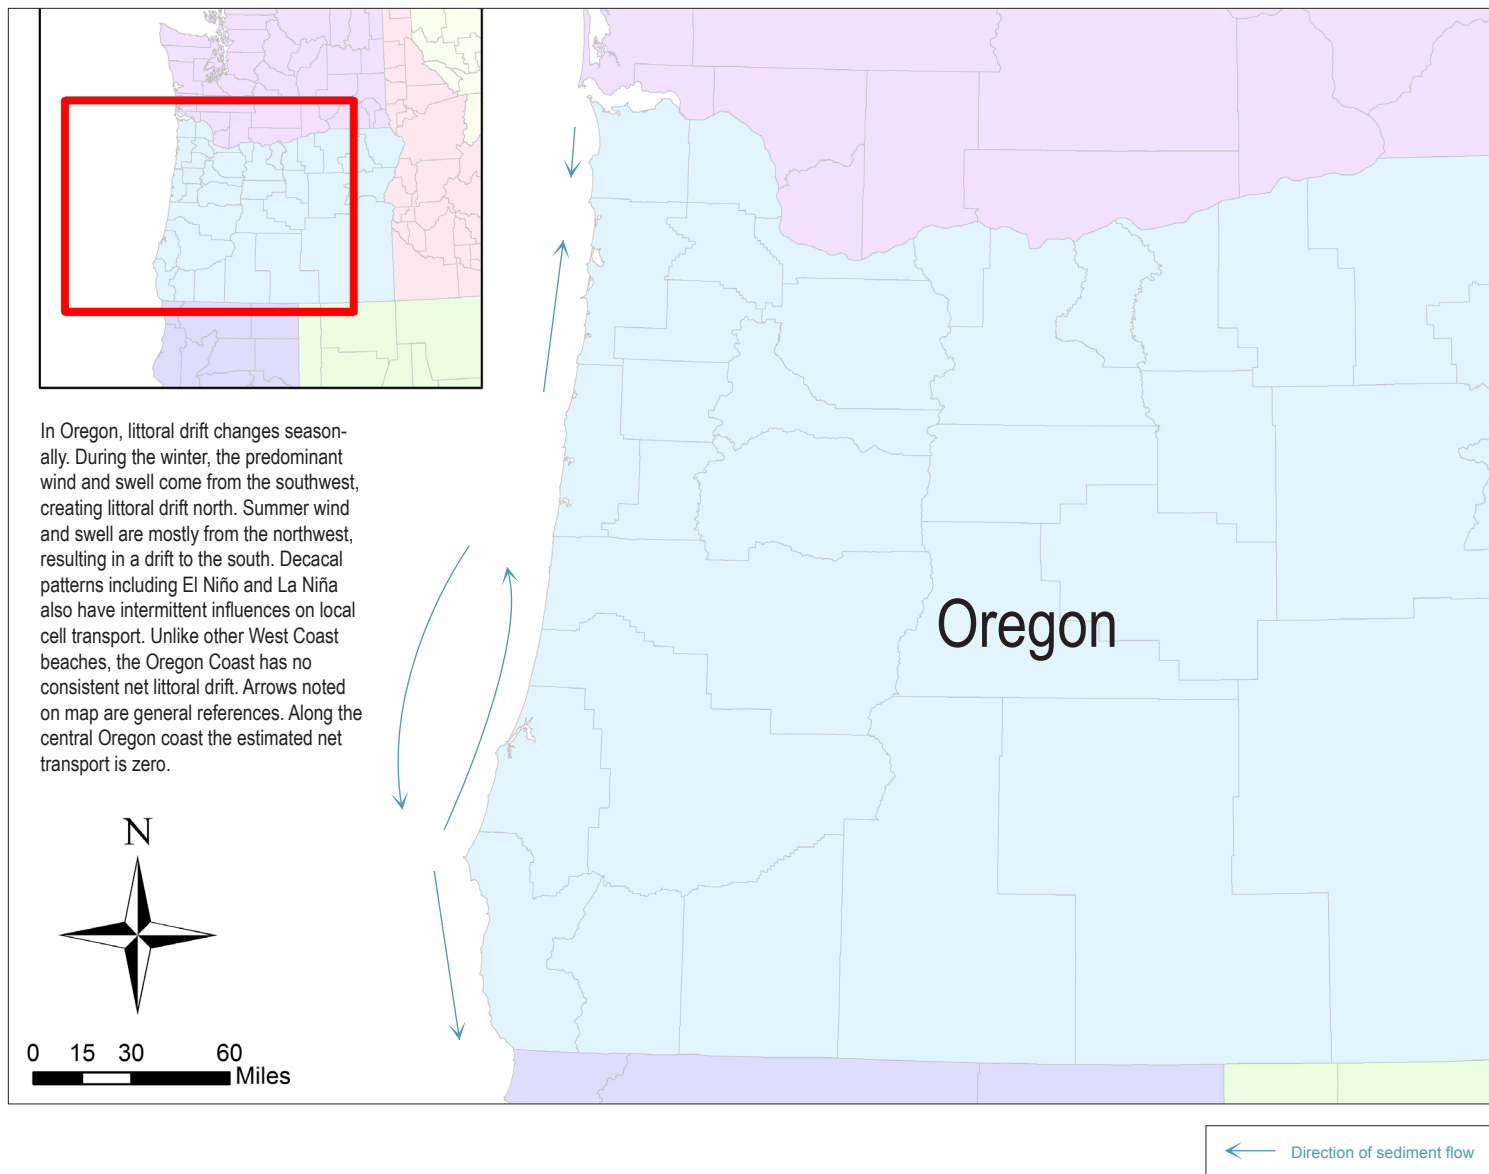 In Oregon, littoral drift changes season-
ally. During the winter, the predominant
wind and swell come from the southwest,
creating littoral drift north. Summer wind
and swell are mostly from the northwest,
resulting in a drift to the south. Decacal
patterns including El Niño and La Niña
also have intermittent influences on local
cell transport. Unlike other West Coast
beaches, the Oregon Coast has no
consistent net littoral drift. Arrows noted
on map are general references. Along the
central Oregon coast the estimated net
transport is zero.
Oregon
N
0 15 30 60
Miles
Direction of sediment flow